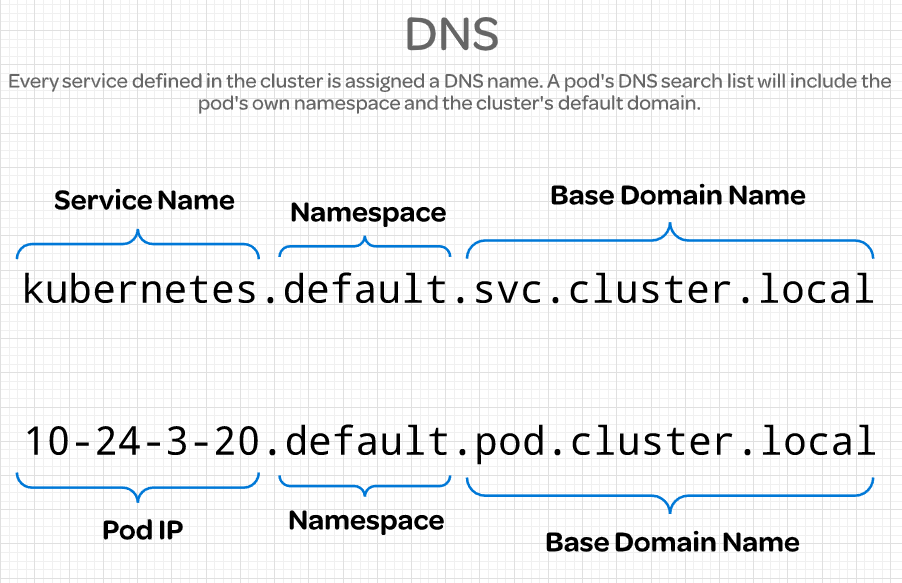 DNS
Every service defined in the cluster is assigned a DNS name. A pod's DNS search list will include the
pod's own namespace and the cluster's default domain.
Service Name
Namespace
Base Domain Name
kubernetes.default.svc.cluster.local
10-24-3-20.default.pod.cluster.local
Pod IP
Namespace
Base Domain Name